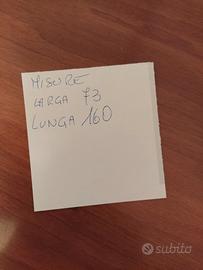 MISURE
LARGA 73
LUNGA 160
subito